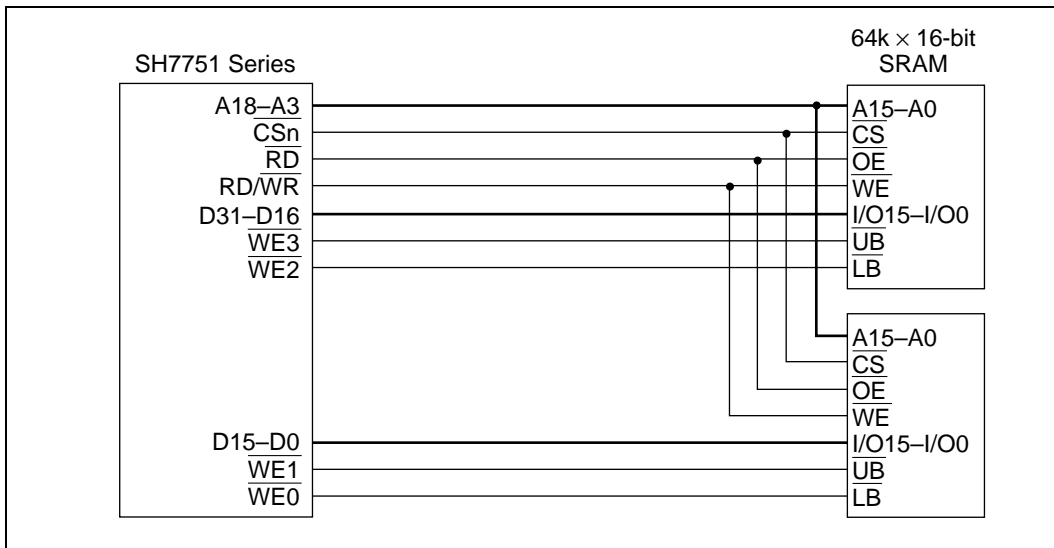 SH7751 Series
A18–A3
CSn
RD
RD/WR
D31–D16
WE3
WE2
D15–D0
WE1
WE0
64k × 16-bit
SRAM
A15–A0
CS
OE
WE
I/O15–I/O0
UB
LB
A15–A0
CS
OE
WE
I/O15–I/O0
UB
LB